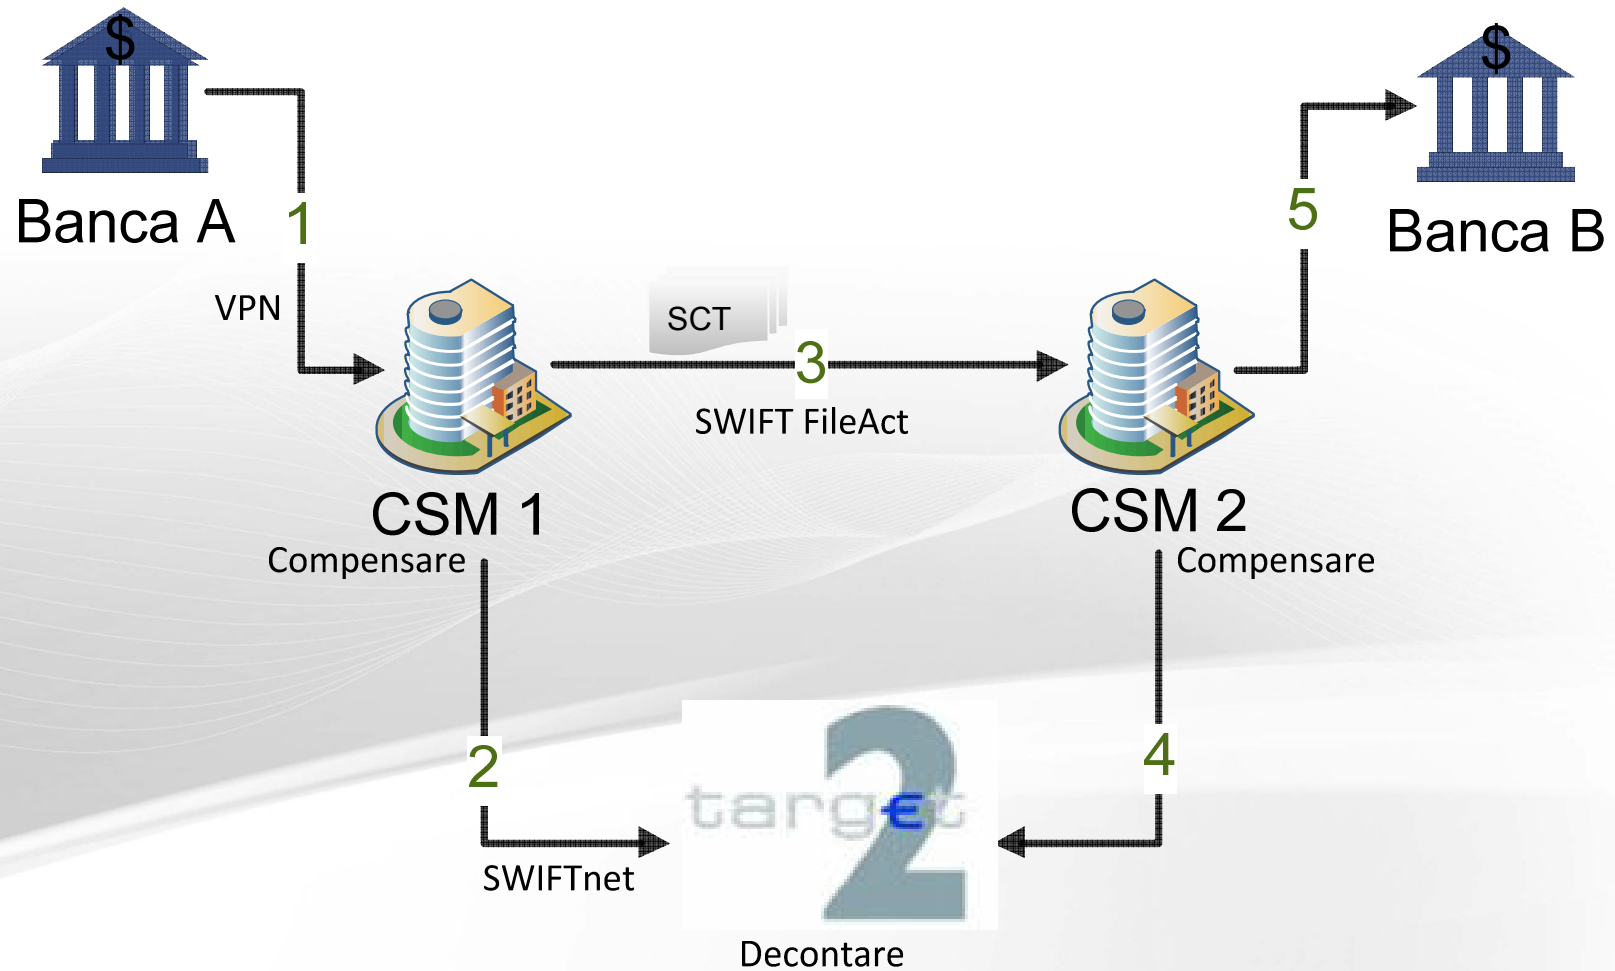 $
$
Banca A
1
5
Banca B
VPN
SCT
3
SWIFT FileAct
CSM 1
CSM 2
Compensare
Compensare
2
4
target
2
SWIFTnet
Decontare